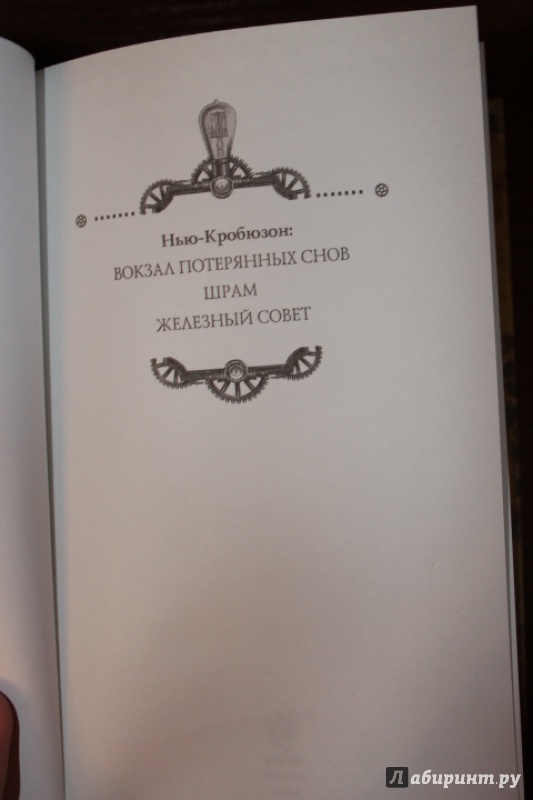 Нью-Кробюзон:
ВОКЗАЛ ПОТЕРЯННЫХ СНОВ
ШРАМ
ЖЕЛЕЗНЫЙ СОВЕТ
Лабиринт.ру